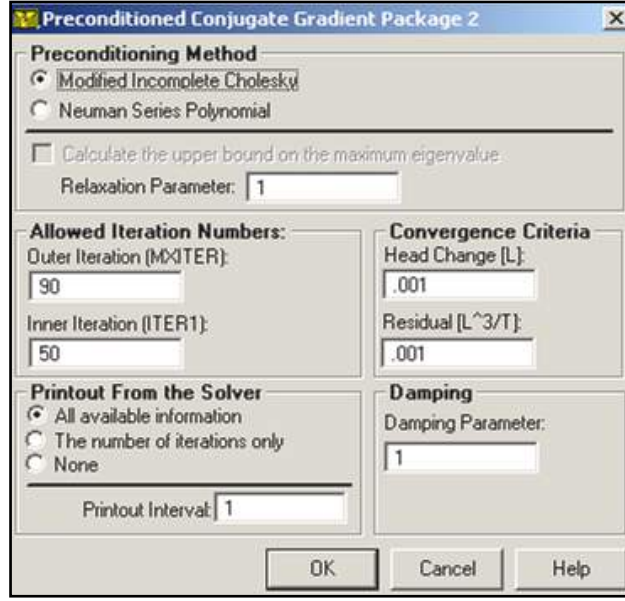 Preconditioned Conjugate Gradient Package 2
Preconditioning Method
Modified Incomplete Cholesky
Neuman Series Polynomial
Calculate the upper bound on the maximum eigenvalue
Relaxation Parameter: 1
Allowed Iteration Numbers:
Outer Iteration (MXITER):
90
Inner Iteration (ITER1):
50
Convergence Criteria
Head Change [L]:
.001
Residual [L^3/T]:
.001
Printout From the Solver
All available information
The number of iterations only
None
Printout Interval: 1
Damping
Damping Parameter:
1
OK Cancel Help